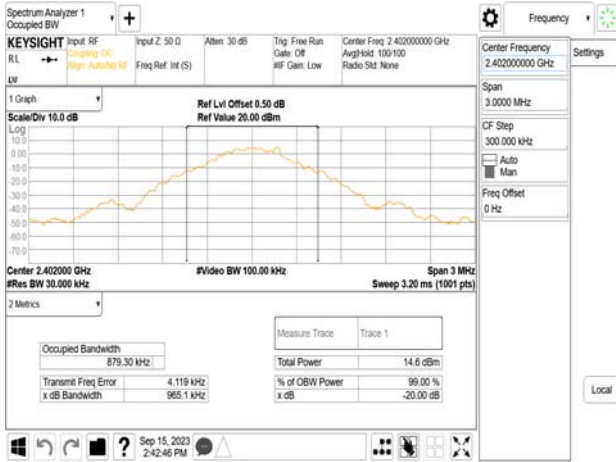 Spectrum Analyzer 1
Occupied BW
Frequency
KEYSIGHT
RL
Input: RF
Coupling: DC
Align: Auto/No RF
Input Z: 50 Ω
Freq Ref: Int (S)
Atten: 30 dB
Trig: Free Run
Gate: Off
#IF Gain: Low
Center Freq: 2.402000000 GHz
Avg|Hold: 100/100
Radio Std: None
Center Frequency
2.402000000 GHz
Settings
Span
3.0000 MHz
CF Step
300.000 kHz
Auto
Man
Freq Offset
0 Hz
Local
1 Graph
Scale/Div 10.0 dB
Ref Lvl Offset 0.50 dB
Ref Value 20.00 dBm
Log
10.0
0.00
-10.0
-20.0
-30.0
-40.0
-50.0
-60.0
-70.0
Center 2.402000 GHz
#Video BW 100.00 kHz
Span 3 MHz
#Res BW 30.000 kHz
Sweep 3.20 ms (1001 pts)
2 Metrics
Measure Trace
Trace 1
Occupied Bandwidth
879.30 kHz
Total Power
14.6 dBm
Transmit Freq Error
4.119 kHz
% of OBW Power
99.00 %
x dB Bandwidth
965.1 kHz
x dB
-20.00 dB
?
Sep 15, 2023
2:42:46 PM